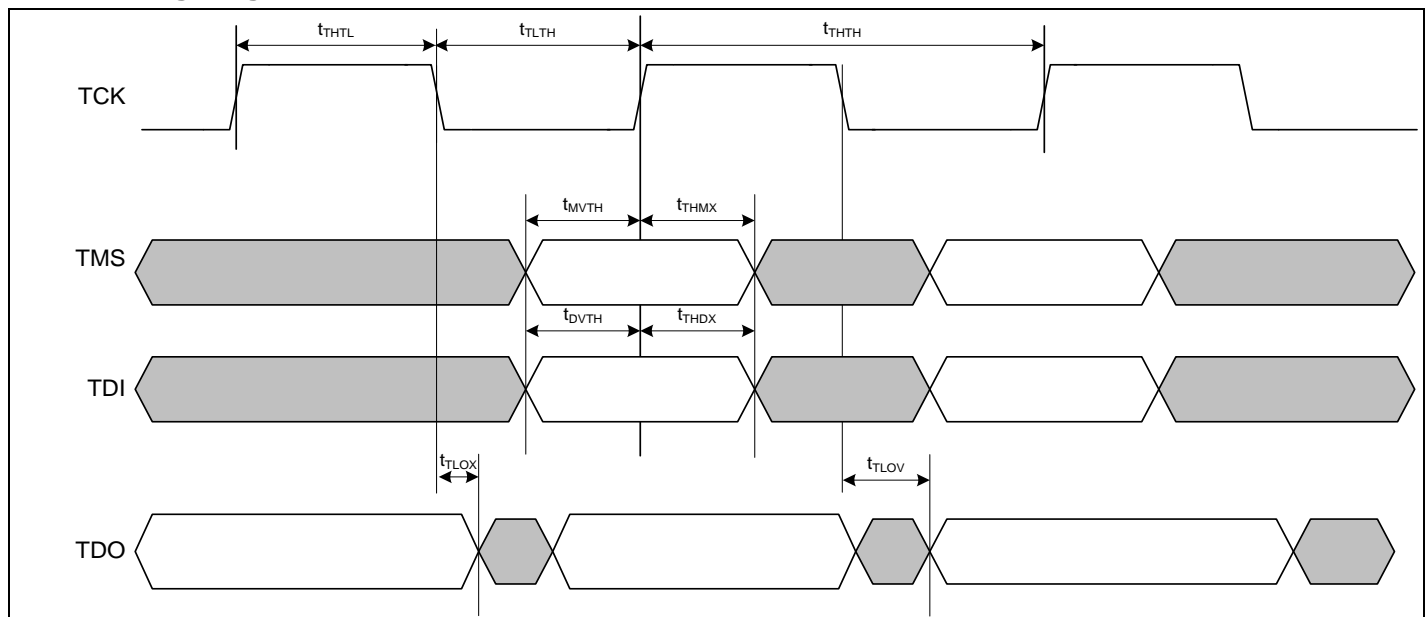 tTHTL tTLTH tTHTH
TCK
tMVTH tTHMX
TMS
tDVTH tTHDX
TDI
tTLOX tTLOV
TDO